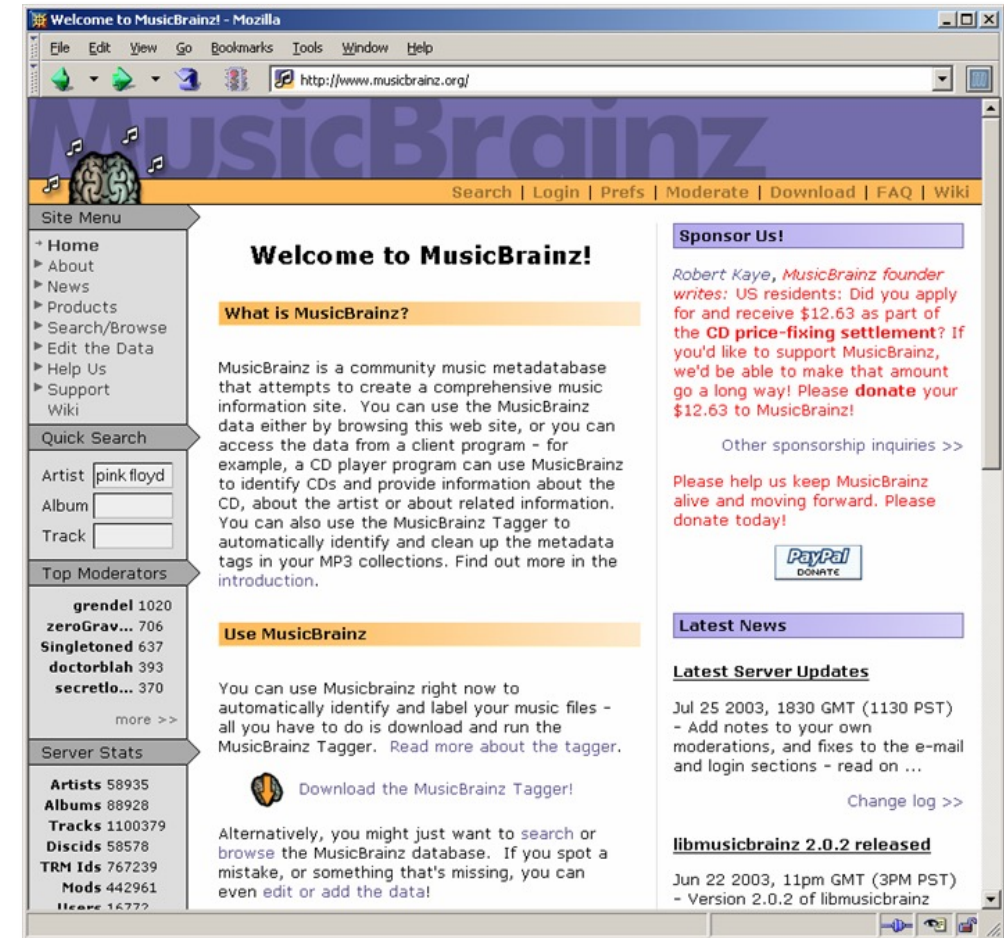 Welcome to MusicBrainz! - Mozilla
File Edit View Go Bookmarks Tools Window Help
http://www.musicbrainz.org/
MusicBrainz
Search | Login | Prefs | Moderate | Download | FAQ | Wiki
Site Menu
Home
About
News
Products
Search/Browse
Edit the Data
Help Us
Support
Wiki
Quick Search
Artist pink floyd
Album
Track
Top Moderators
grendel 1020
zeroGrav... 706
Singletoned 637
doctorblah 393
secretlo... 370
more >>
Server Stats
Artists 58935
Albums 88928
Tracks 1100379
Discids 58578
TRM Ids 767239
Mods 442961
Users 16772
Welcome to MusicBrainz!
What is MusicBrainz?
MusicBrainz is a community music metadatabase
that attempts to create a comprehensive music
information site. You can use the MusicBrainz
data either by browsing this web site, or you can
access the data from a client program - for
example, a CD player program can use MusicBrainz
to identify CDs and provide information about the
CD, about the artist or about related information.
You can also use the MusicBrainz Tagger to
automatically identify and clean up the metadata
tags in your MP3 collections. Find out more in the
introduction.
Use MusicBrainz
You can use Musicbrainz right now to
automatically identify and label your music files -
all you have to do is download and run the
MusicBrainz Tagger. Read more about the tagger.
Download the MusicBrainz Tagger!
Alternatively, you might just want to search or
browse the MusicBrainz database. If you spot a
mistake, or something that's missing, you can
even edit or add the data!
Sponsor Us!
Robert Kaye, MusicBrainz founder
writes: US residents: Did you apply
for and receive $12.63 as part of
the CD price-fixing settlement? If
you'd like to support MusicBrainz,
we'd be able to make that amount
go a long way! Please donate your
$12.63 to MusicBrainz!
Other sponsorship inquiries >>
Please help us keep MusicBrainz
alive and moving forward. Please
donate today!
PayPal
DONATE
Latest News
Latest Server Updates
Jul 25 2003, 1830 GMT (1130 PST)
- Add notes to your own
moderations, and fixes to the e-mail
and login sections - read on ...
Change log >>
libmusicbrainz 2.0.2 released
Jun 22 2003, 11pm GMT (3PM PST)
- Version 2.0.2 of libmusicbrainz